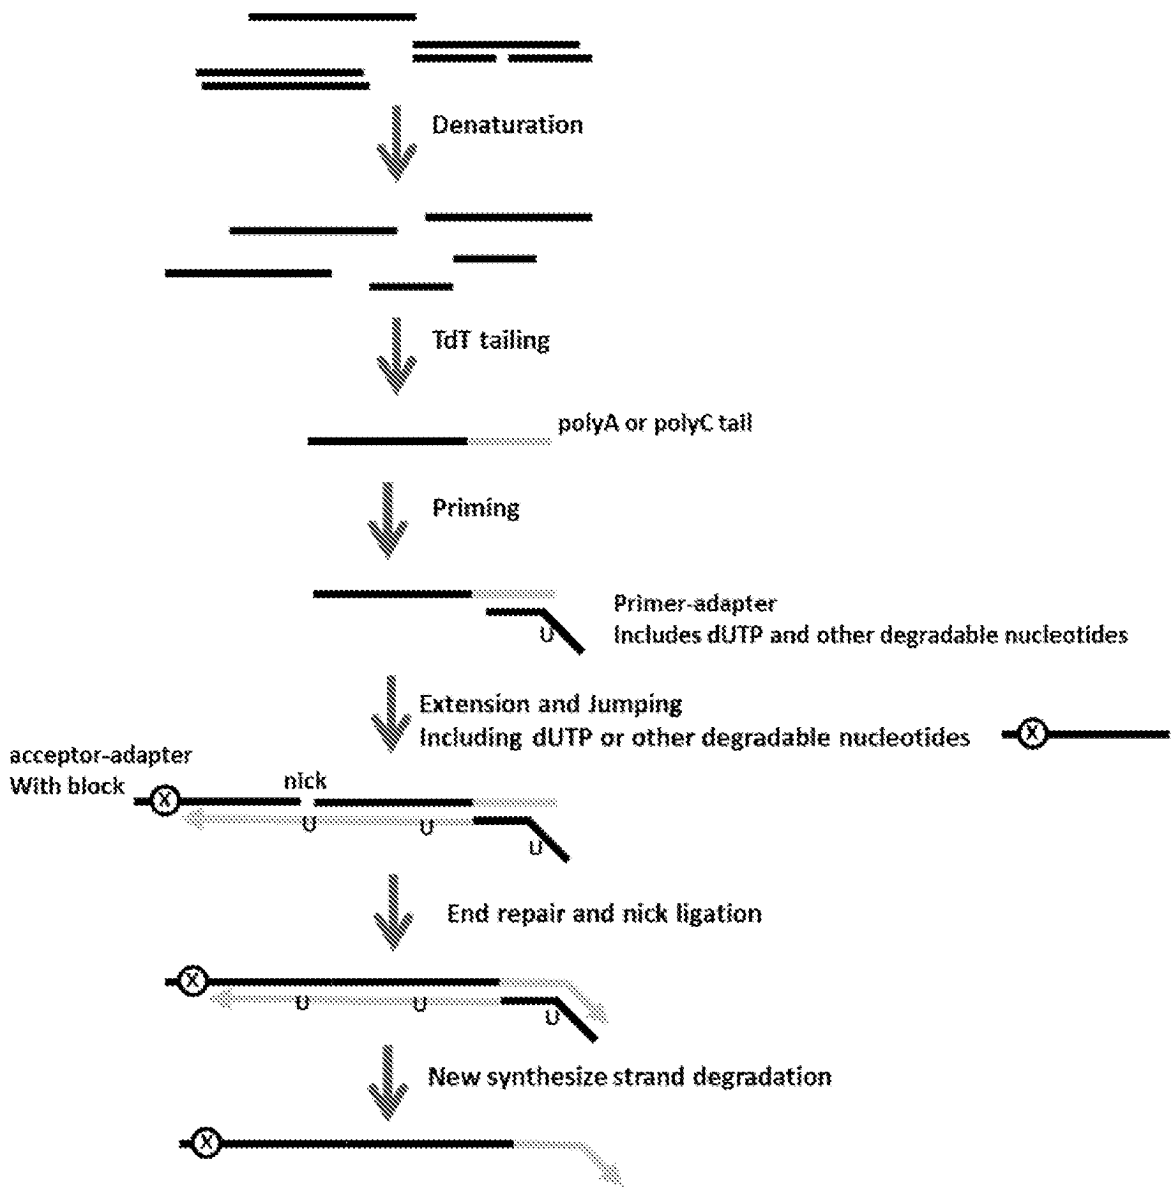 Denaturation
TdT tailing
polyA or polyC tail
Priming
Primer-adapter
U
Includes dUTP and other degradable nucleotides
Extension and Jumping
Including dUTP or other degradable nucleotides
X
acceptor-adapter
With block
nick
X
U
U
U
End repair and nick ligation
X
U
U
U
New synthesize strand degradation
X